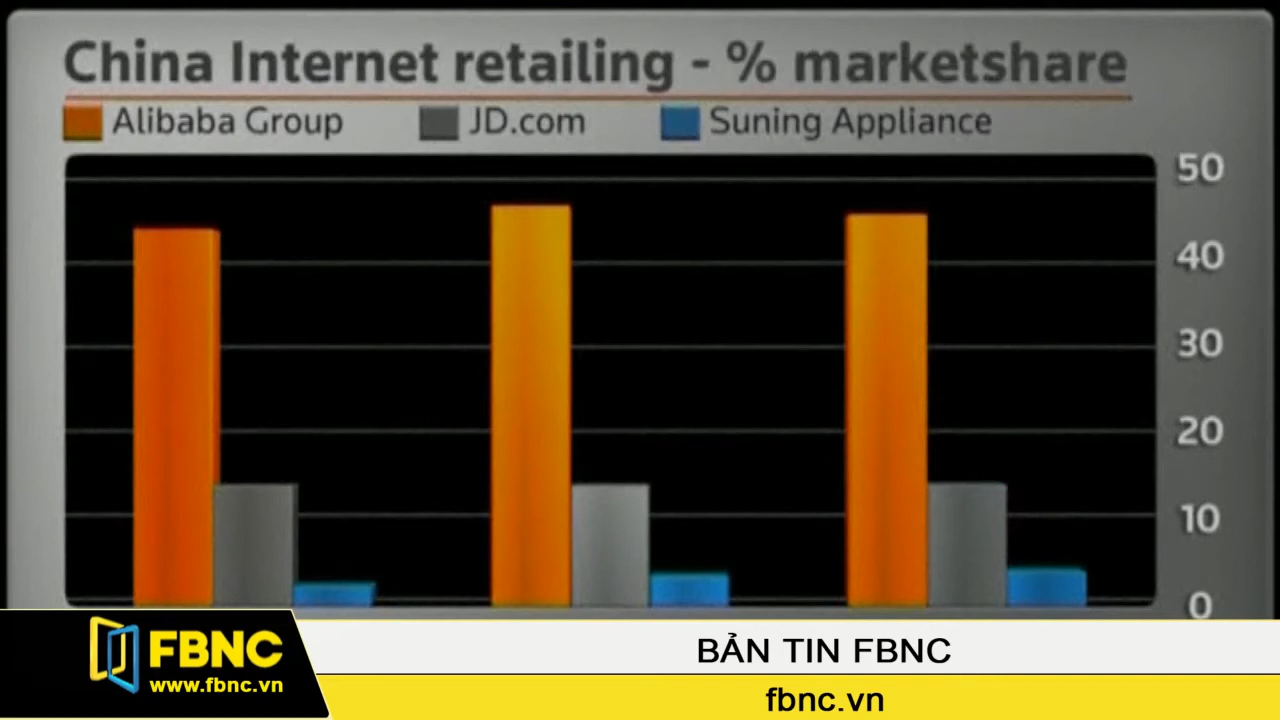 China Internet retailing - % marketshare
Alibaba Group JD.com Suning Appliance
50
40
30
20
10
0
FBNC
www.fbnc.vn
BẢN TIN FBNC
fbnc.vn